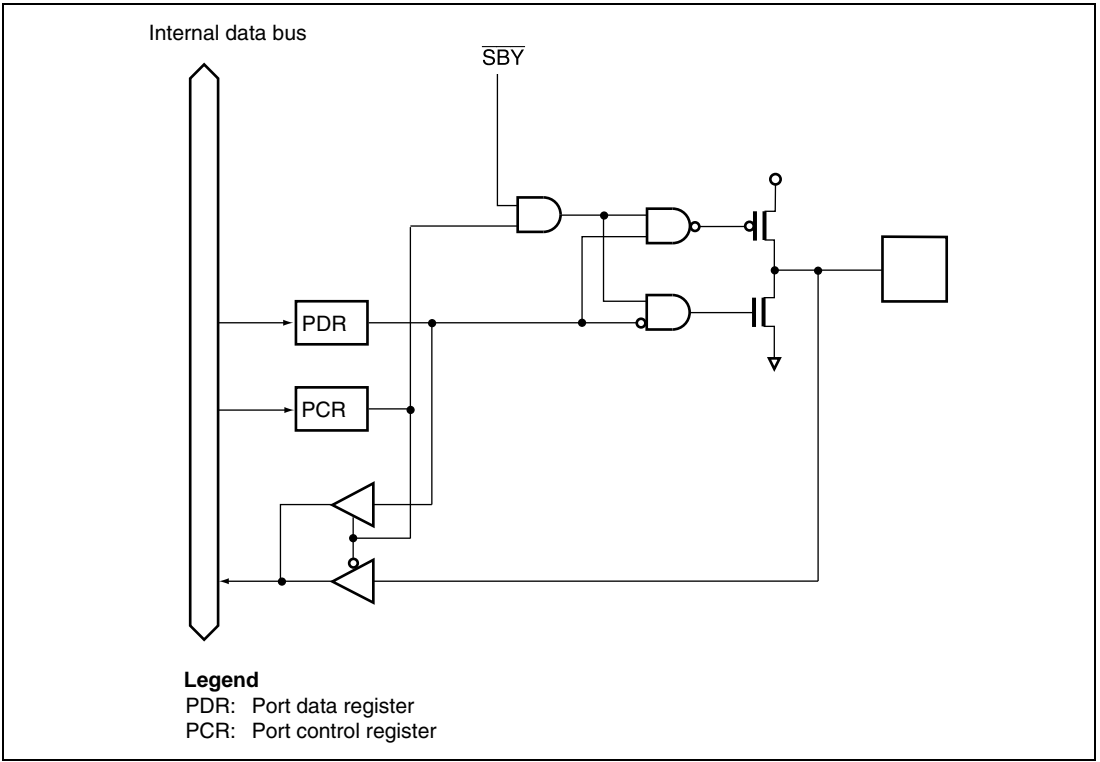 Internal data bus
SBY
PDR
PCR
Legend
PDR: Port data register
PCR: Port control register